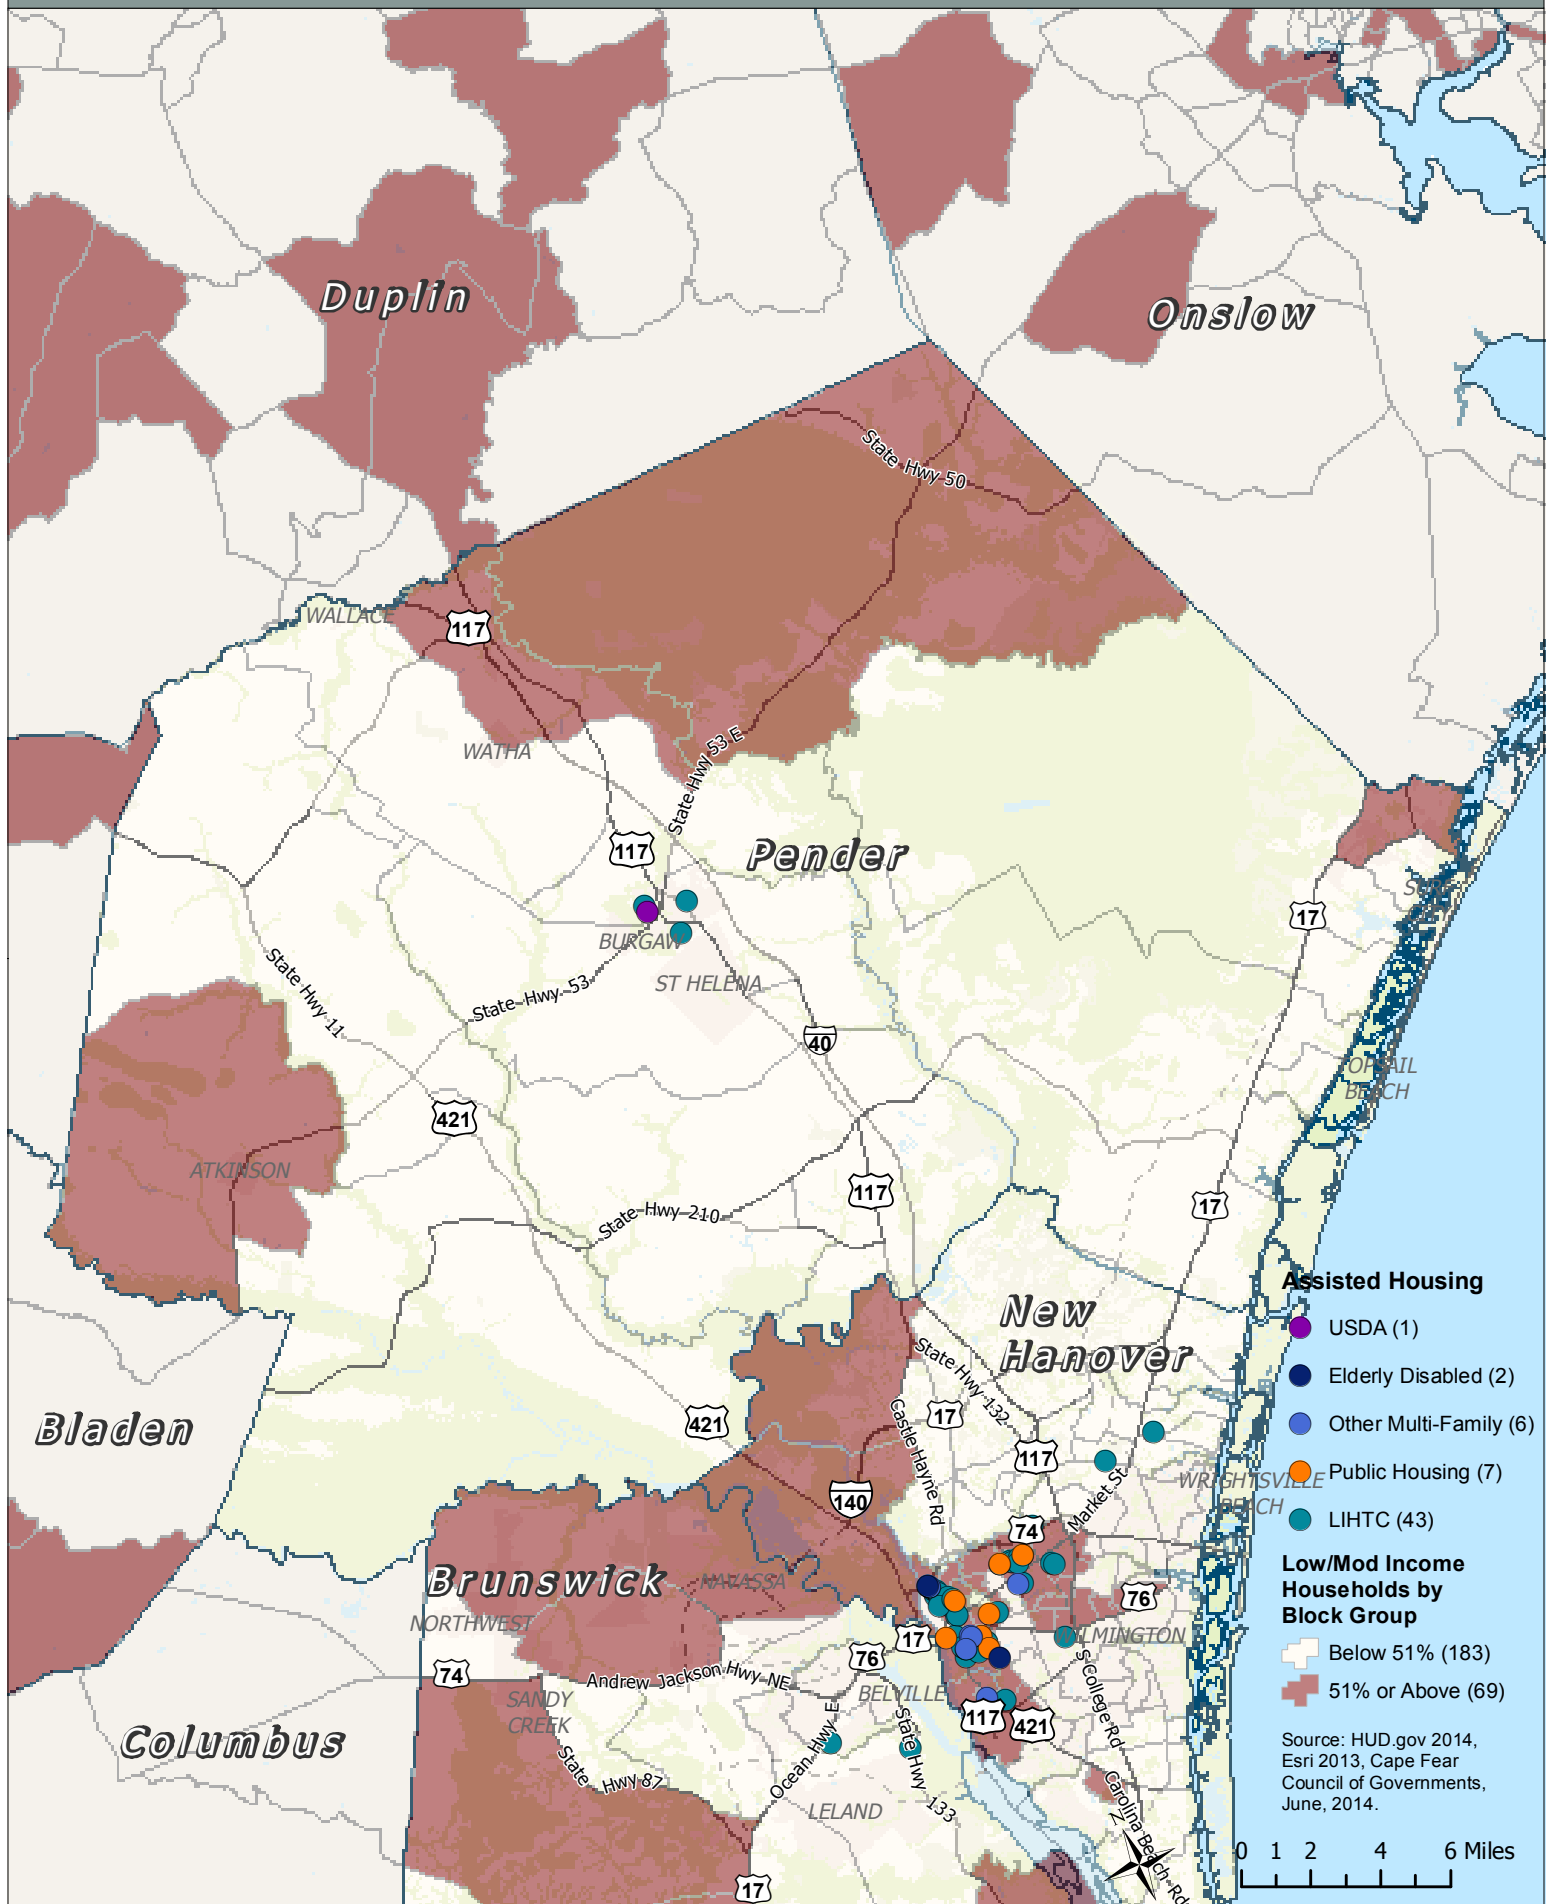 Duplin
Onslow
State Hwy 50
WALLACE
117
WATHA
State Hwy 53 E
117
Pender
17
BURGAW
ST HELENA
State Hwy 53
State Hwy 11
40
TOPSAIL
BEACH
421
ATKINSON
117
State Hwy 210
17
New
Hanover
State Hwy 132
Castle Hayne Rd
17
117
421
Bladen
140
Market St
WRIGHTSVILLE
BEACH
74
Brunswick
NAVASSA
NORTHWEST
76
WILMINGTON
17
76
74
Andrew Jackson Hwy NE
BELVILLE
SANDY
CREEK
S College Rd
117
421
Columbus
Ocean Hwy E
State Hwy 133
State Hwy 87
LELAND
Carolina Beach Rd
N
17
Assisted Housing
USDA (1)
Elderly Disabled (2)
Other Multi-Family (6)
Public Housing (7)
LIHTC (43)
Low/Mod Income
Households by
Block Group
Below 51% (183)
51% or Above (69)
Source: HUD.gov 2014,
Esri 2013, Cape Fear
Council of Governments,
June, 2014.
0 1 2 4 6 Miles